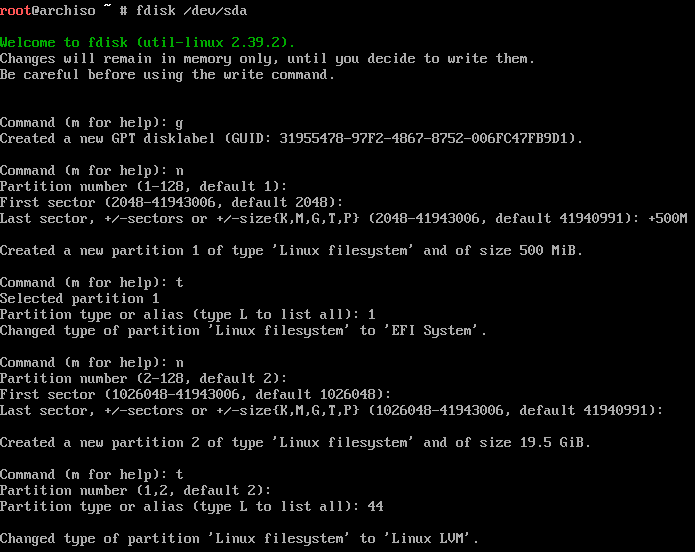 root@archiso ~ # fdisk /dev/sda
Welcome to fdisk (util-linux 2.39.2).
Changes will remain in memory only, until you decide to write them.
Be careful before using the write command.
Command (m for help): g
Created a new GPT disklabel (GUID: 31955478-97F2-4867-8752-006FC47FB9D1).
Command (m for help): n
Partition number (1-128, default 1):
First sector (2048-41943006, default 2048):
Last sector, +/-sectors or +/-size{K,M,G,T,P} (2048-41943006, default 41940991): +500M
Created a new partition 1 of type 'Linux filesystem' and of size 500 MiB.
Command (m for help): t
Selected partition 1
Partition type or alias (type L to list all): 1
Changed type of partition 'Linux filesystem' to 'EFI System'.
Command (m for help): n
Partition number (2-128, default 2):
First sector (1026048-41943006, default 1026048):
Last sector, +/-sectors or +/-size{K,M,G,T,P} (1026048-41943006, default 41940991):
Created a new partition 2 of type 'Linux filesystem' and of size 19.5 GiB.
Command (m for help): t
Partition number (1,2, default 2):
Partition type or alias (type L to list all): 44
Changed type of partition 'Linux filesystem' to 'Linux LVM'.